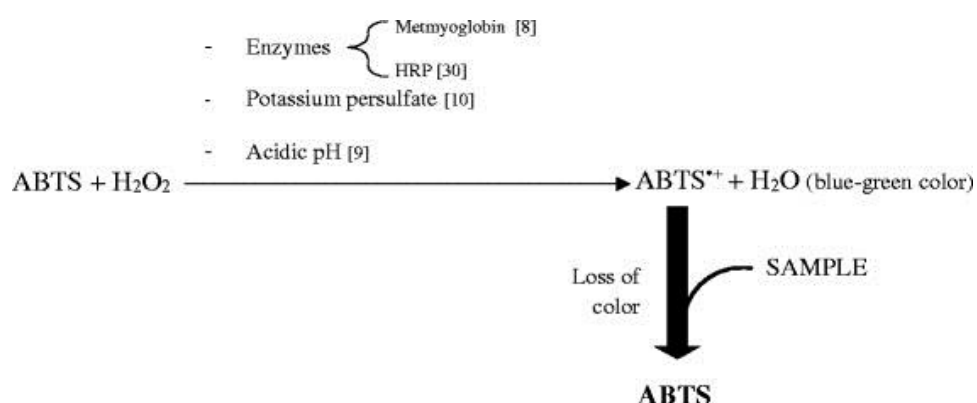 Metmyoglobin [8]
- Enzymes
HRP [30]
- Potassium persulfate [10]
- Acidic pH [9]
ABTS + H₂O₂ ABTS•⁺ + H₂O (blue-green color)
Loss of SAMPLE
color
ABTS